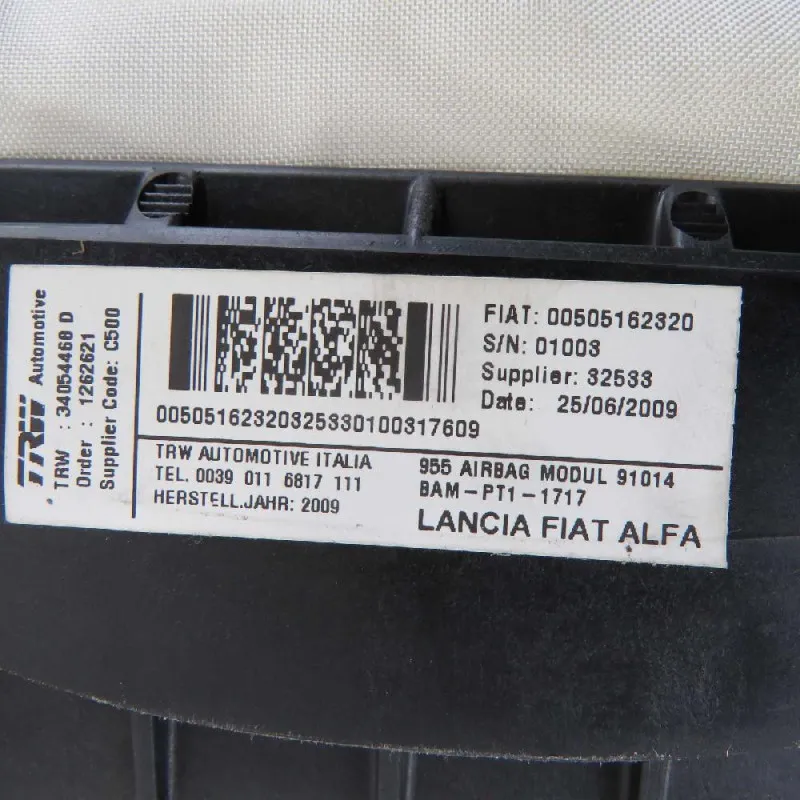 TRW Automotive
TRW : 34054468 D
Order : 1262621
Supplier Code: C500
FIAT: 00505162320
S/N: 01003
Supplier: 32533
Date: 25/06/2009
00505162320325330100317609
TRW AUTOMOTIVE ITALIA
TEL. 0039 011 6817 111
HERSTELL.JAHR: 2009
955 AIRBAG MODUL 91014
BAM-PT1-1717
LANCIA FIAT ALFA